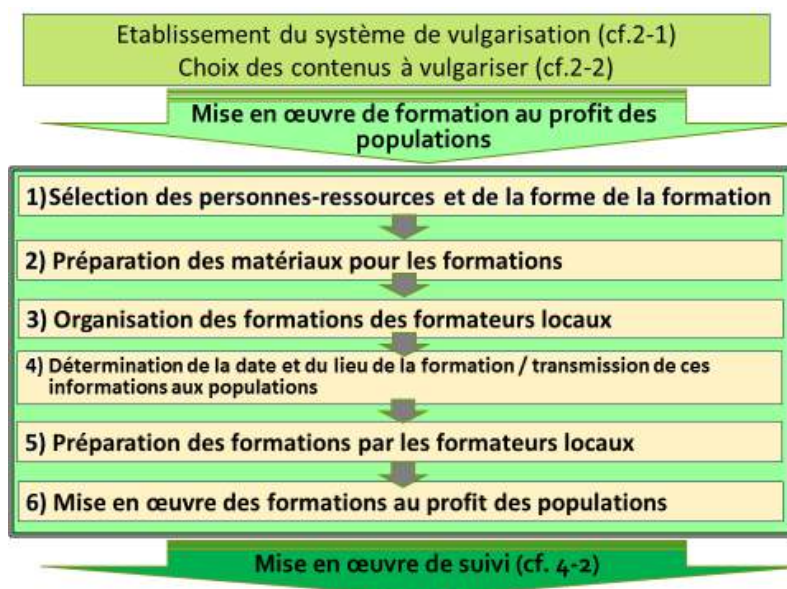 Etablissement du système de vulgarisation (cf.2-1)
Choix des contenus à vulgariser (cf.2-2)
Mise en œuvre de formation au profit des
populations
1)Sélection des personnes-ressources et de la forme de la formation
2) Préparation des matériaux pour les formations
3) Organisation des formations des formateurs locaux
4) Détermination de la date et du lieu de la formation / transmission de ces
informations aux populations
5) Préparation des formations par les formateurs locaux
6) Mise en œuvre des formations au profit des populations
Mise en œuvre de suivi (cf. 4-2)